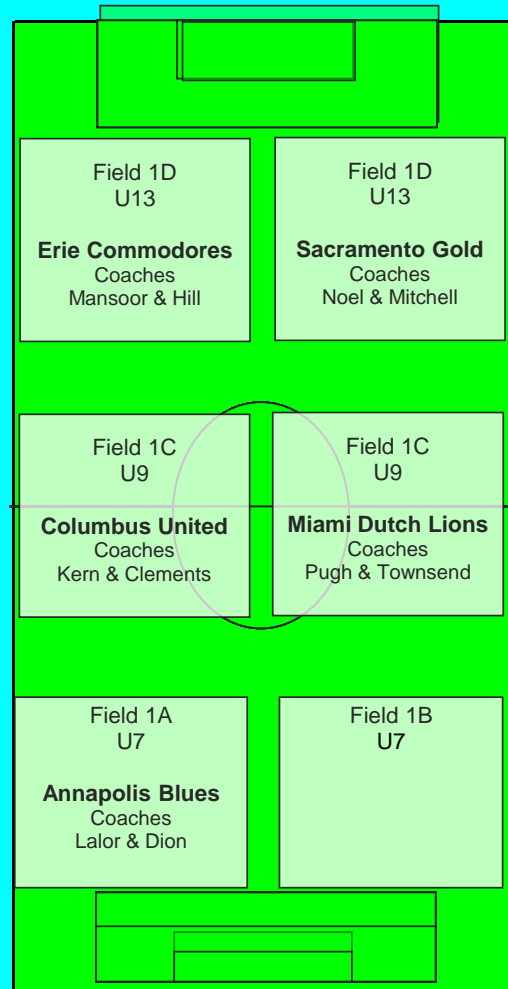 Field 1D
U13
Erie Commodores
Coaches
Mansoor & Hill
Field 1D
U13
Sacramento Gold
Coaches
Noel & Mitchell
Field 1C
U9
Columbus United
Coaches
Kern & Clements
Field 1C
U9
Miami Dutch Lions
Coaches
Pugh & Townsend
Field 1A
U7
Annapolis Blues
Coaches
Lalor & Dion
Field 1B
U7